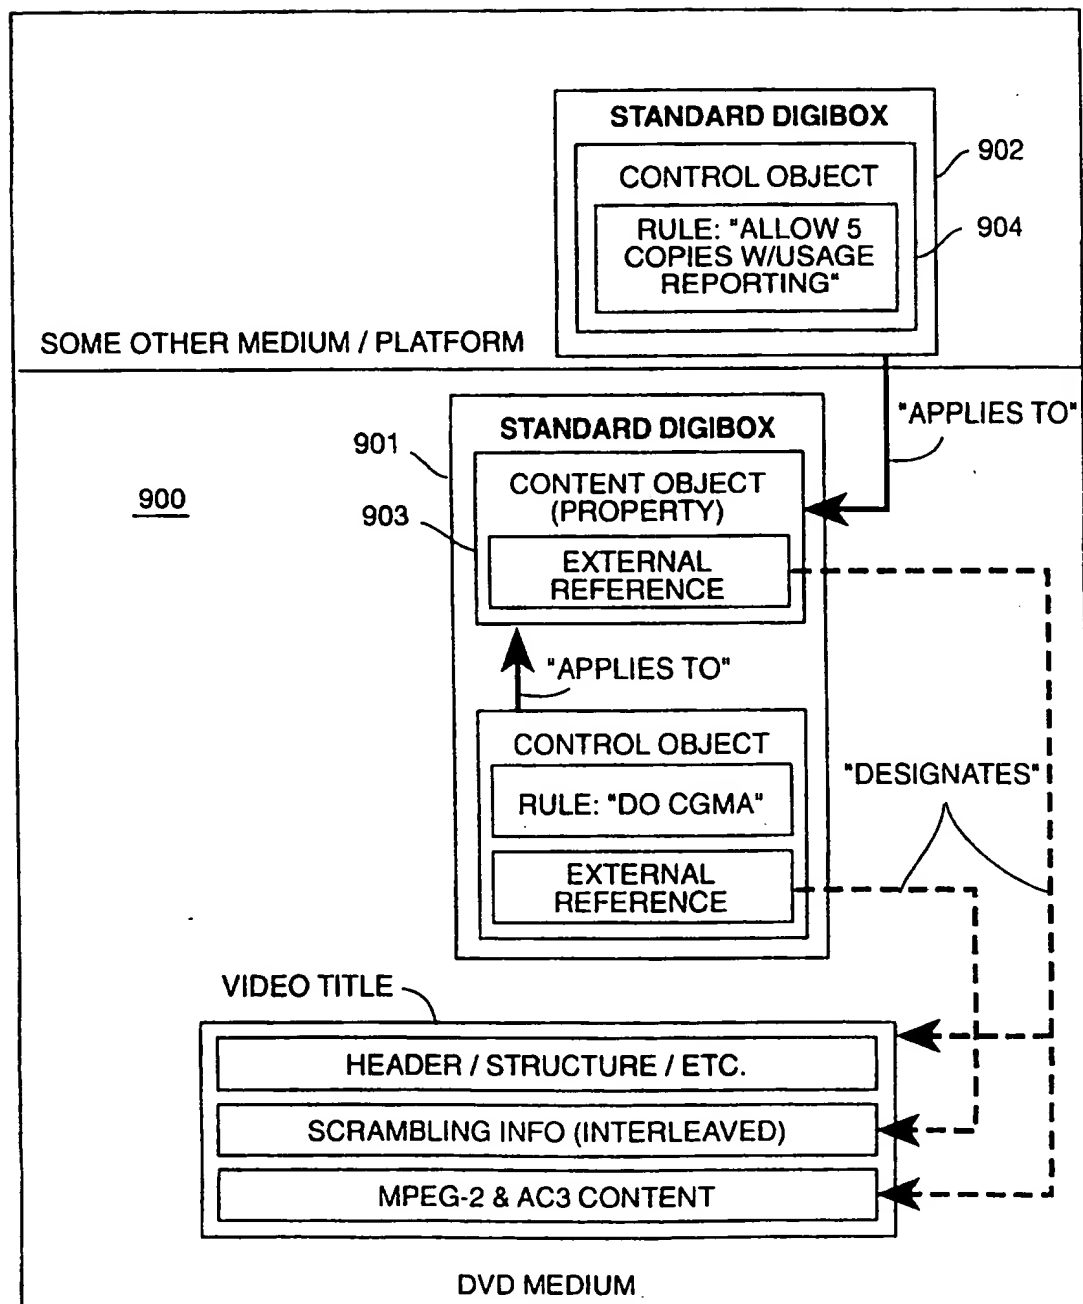 STANDARD DIGIBOX
902
CONTROL OBJECT
RULE: "ALLOW 5
COPIES W/USAGE
REPORTING"
904
SOME OTHER MEDIUM / PLATFORM
"APPLIES TO"
STANDARD DIGIBOX
901
CONTENT OBJECT
(PROPERTY)
900
903
EXTERNAL
REFERENCE
"APPLIES TO"
CONTROL OBJECT
"DESIGNATES"
RULE: "DO CGMA"
EXTERNAL
REFERENCE
VIDEO TITLE
HEADER / STRUCTURE / ETC.
SCRAMBLING INFO (INTERLEAVED)
MPEG-2 & AC3 CONTENT
DVD MEDIUM